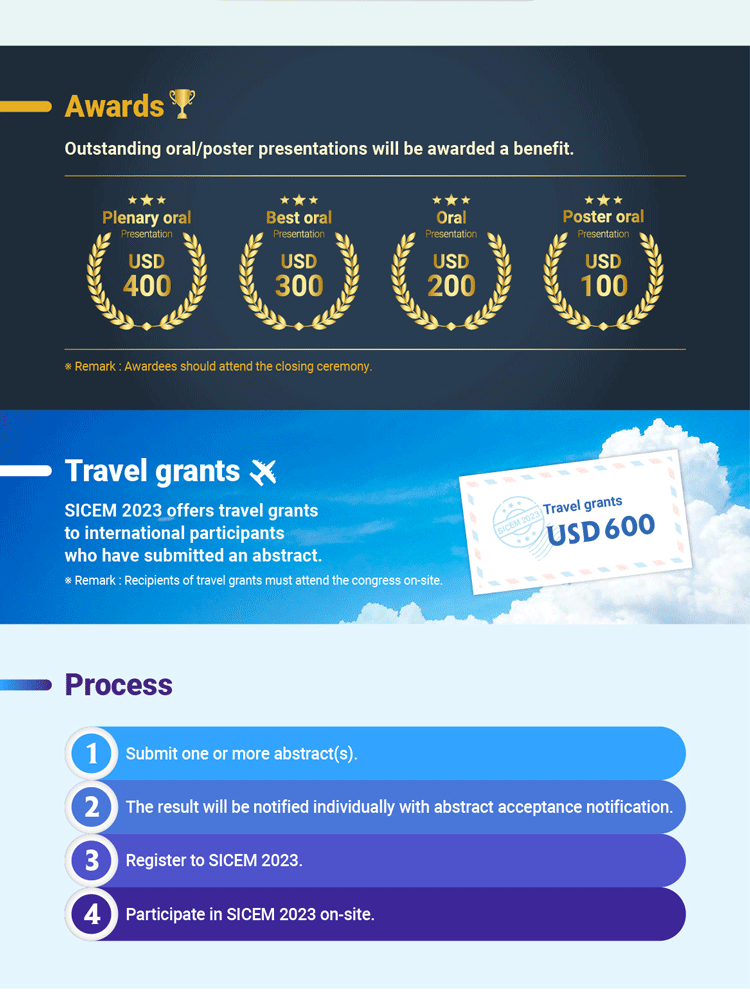 Awards
Outstanding oral/poster presentations will be awarded a benefit.
Plenary oral
Presentation
USD
400
Best oral
Presentation
USD
300
Oral
Presentation
USD
200
Poster oral
Presentation
USD
100
※ Remark : Awardees should attend the closing ceremony.
Travel grants
SICEM 2023 offers travel grants
to international participants
who have submitted an abstract.
※ Remark : Recipients of travel grants must attend the congress on-site.
SICEM 2023
Travel grants
USD 600
Process
1 Submit one or more abstract(s).
2 The result will be notified individually with abstract acceptance notification.
3 Register to SICEM 2023.
4 Participate in SICEM 2023 on-site.